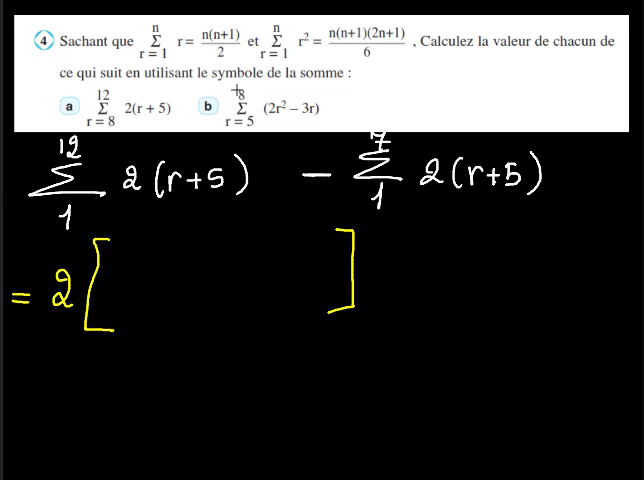 4 Sachant que n Σ r = 1 r = n(n+1)/2 et n Σ r = 1 r² = n(n+1)(2n+1)/6 , Calculez la valeur de chacun de
ce qui suit en utilisant le symbole de la somme :
a 12 Σ r = 8 2(r + 5) b 8 Σ r = 5 (2r² – 3r)
12 Σ 1 2(r+5) – 7 Σ 1 2(r+5)
= 2 [ ]